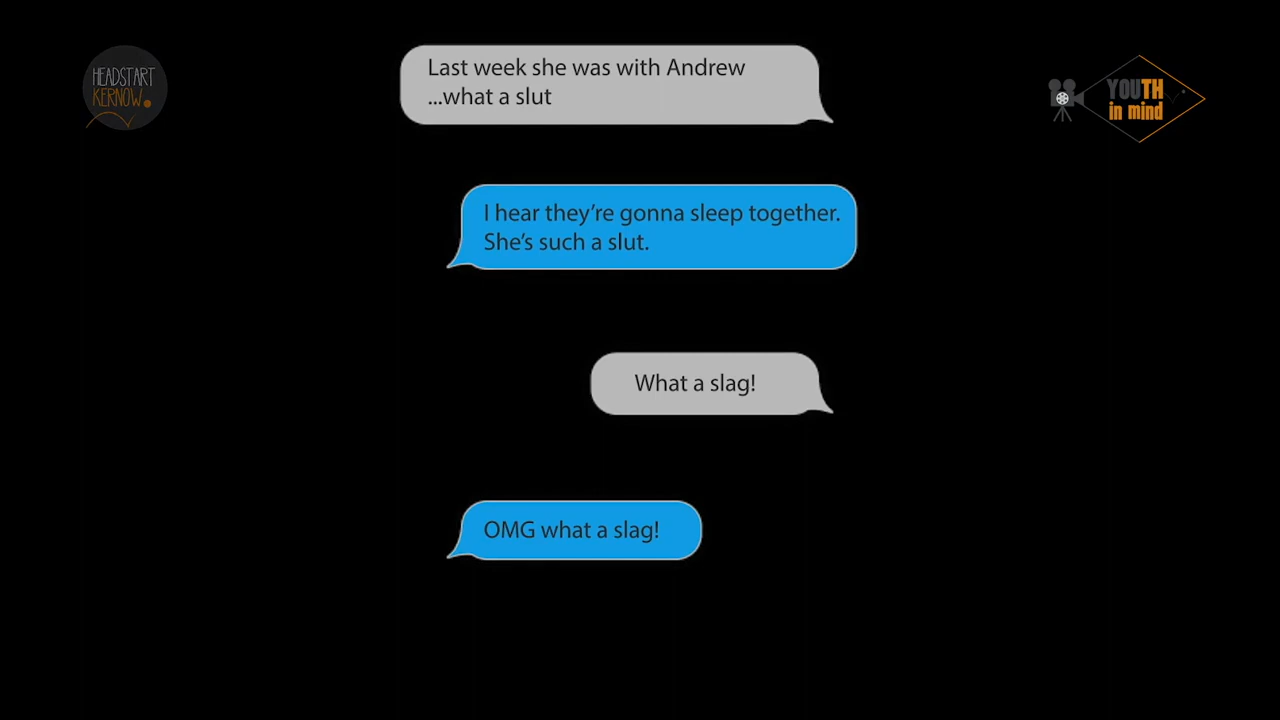 HEADSTART
KERNOW.
Last week she was with Andrew
...what a slut
YOUTH
in mind
I hear they're gonna sleep together.
She's such a slut.
What a slag!
OMG what a slag!